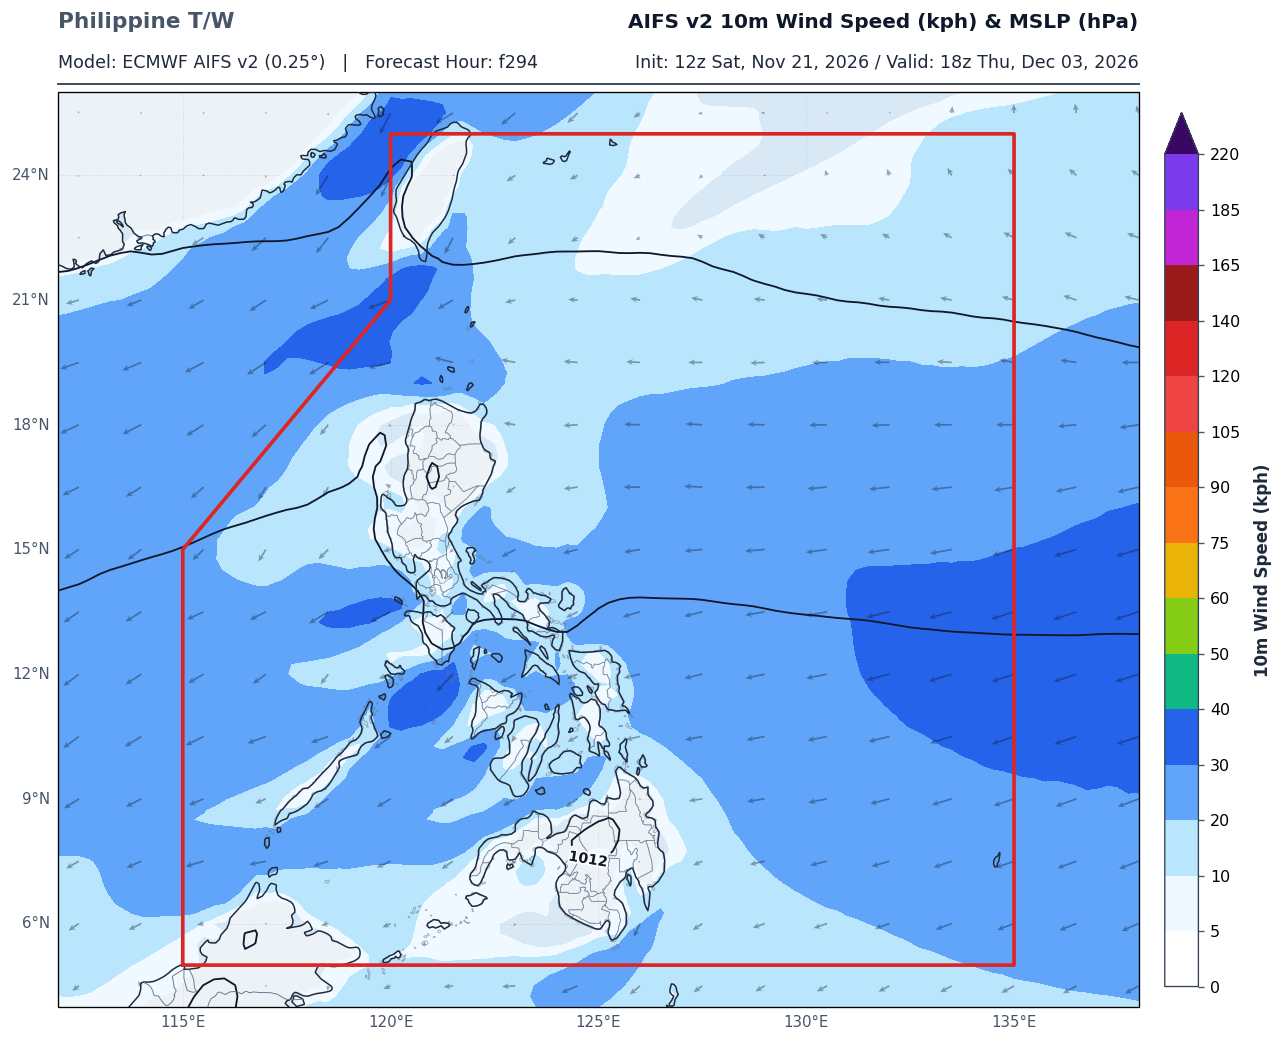 Philippine T/W
AIFS v2 10m Wind Speed (kph) & MSLP (hPa)
Model: ECMWF AIFS v2 (0.25°) | Forecast Hour: f294
Init: 12z Sat, Nov 21, 2026 / Valid: 18z Thu, Dec 03, 2026
24°N
21°N
18°N
15°N
12°N
9°N
6°N
1012
115°E
120°E
125°E
130°E
135°E
220
185
165
140
120
105
90
75
60
50
40
30
20
10
5
0
10m Wind Speed (kph)